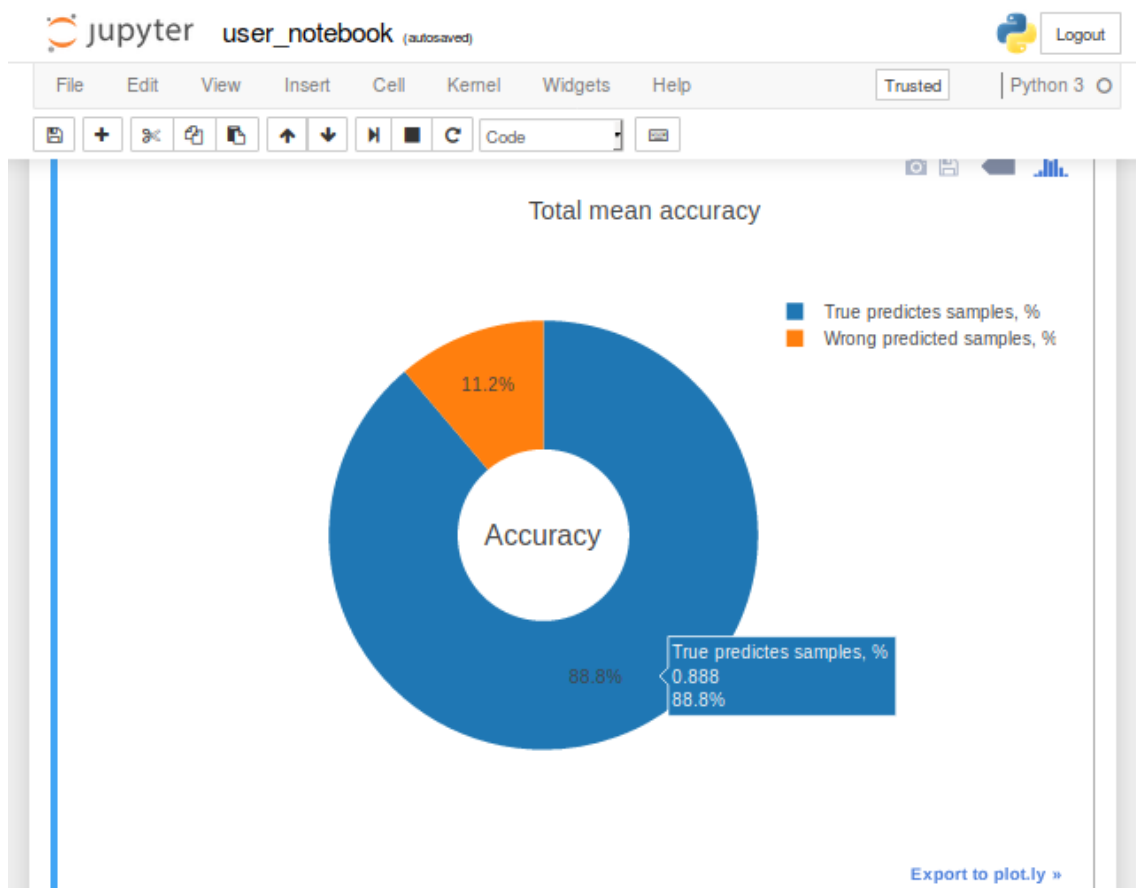 jupyter user_notebook (autosaved) Logout
File Edit View Insert Cell Kernel Widgets Help Trusted Python 3
Code
Total mean accuracy
True predictes samples, %
Wrong predicted samples, %
11.2%
Accuracy
88.8%
True predictes samples, %
0.888
88.8%
Export to plot.ly »